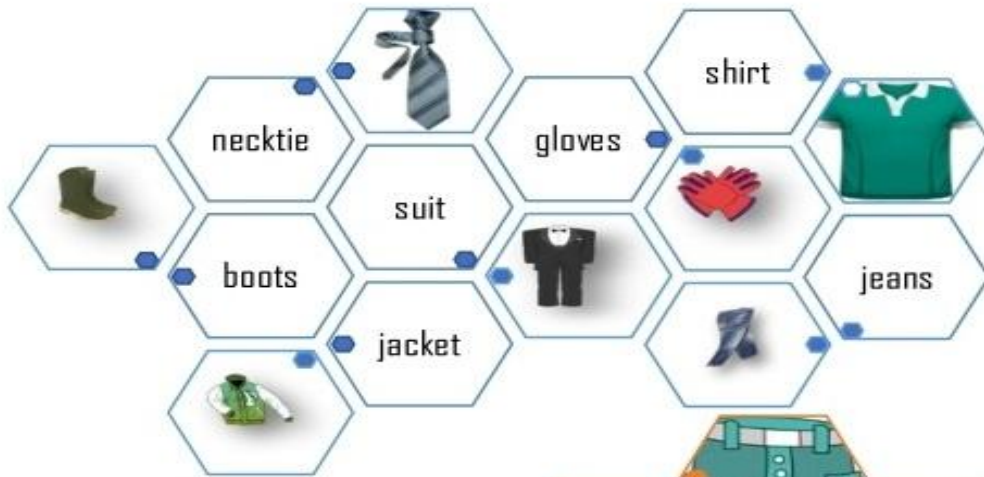 shirt
necktie
gloves
suit
boots
jeans
jacket